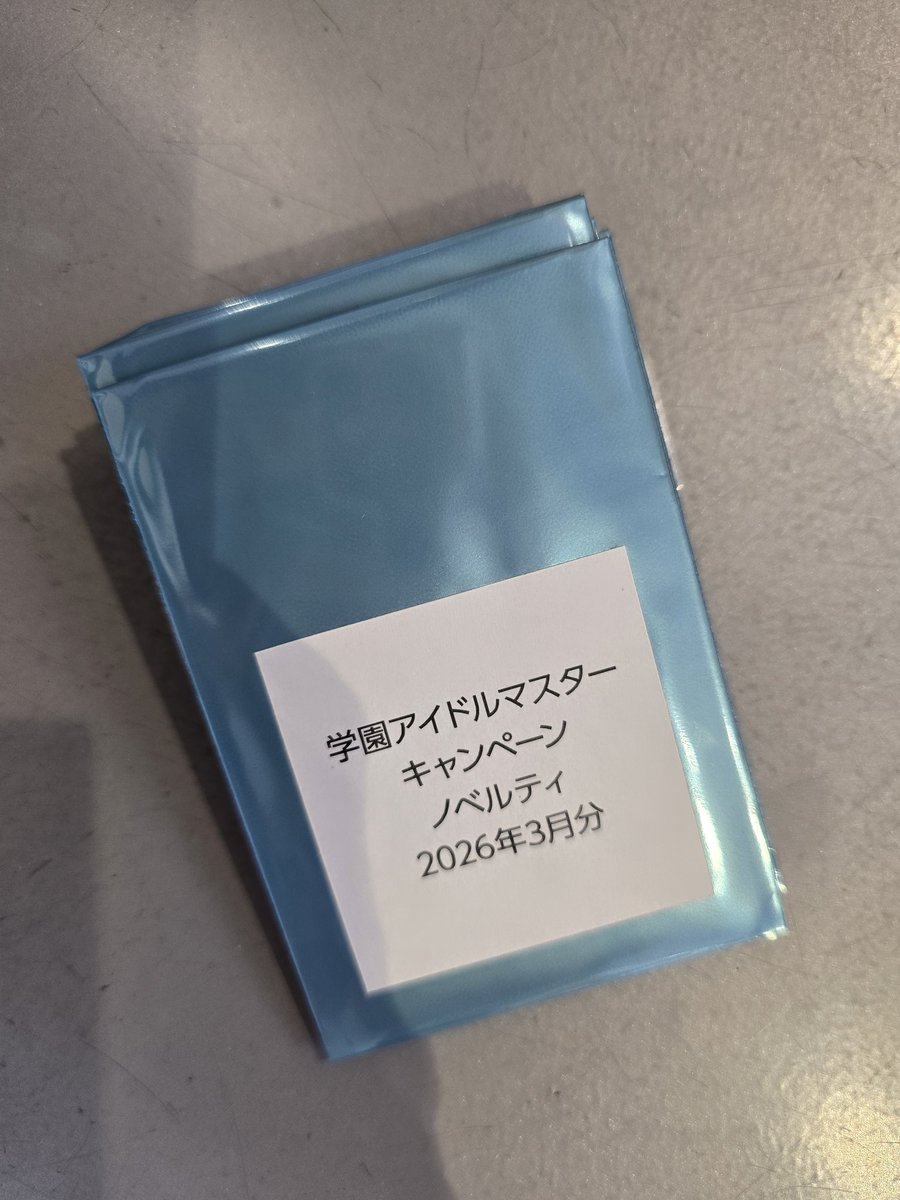 学園アイドルマスター
キャンペーン
ノベルティ
2026年3月分